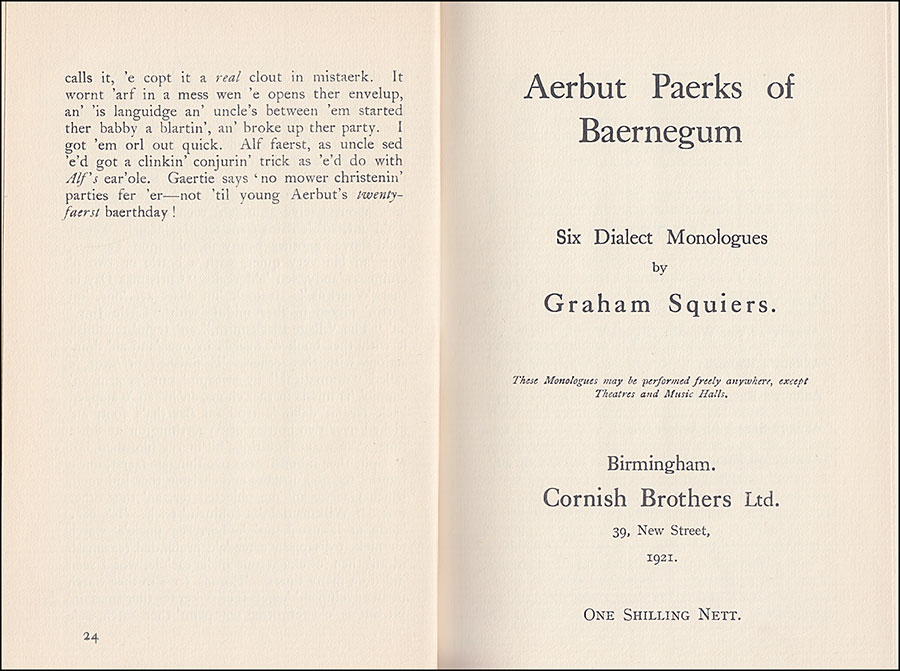 calls it, 'e copt it a real clout in mistaerk. It
wornt 'arf in a mess wen 'e opens ther envelup,
an' 'is languidge an' uncle's between 'em started
ther babby a blartin', an' broke up ther party. I
got 'em orl out quick. Alf faerst, as uncle sed
'e'd got a clinkin' conjurin' trick as 'e'd do with
Alf's ear'ole. Gaertie says ‘no mower christenin'
parties fer 'er—not 'til young Aerbut's twenty-
faerst baerthday!
24
Aerbut Paerks of
Baernegum
Six Dialect Monologues
by
Graham Squiers.
These Monologues may be performed freely anywhere, except
Theatres and Music Halls.
Birmingham.
Cornish Brothers Ltd.
39, New Street,
1921.
ONE SHILLING NETT.